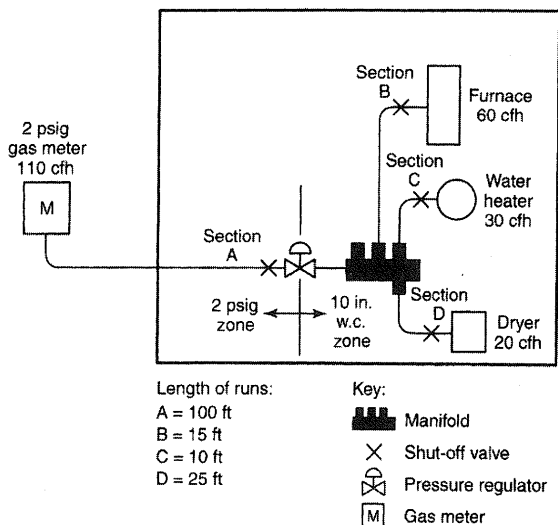 Section
B
Furnace
60 cfh
2 psig
gas meter
110 cfh
M
Section
C
Water
heater
30 cfh
Section
A
2 psig
zone
10 in.
w.c.
zone
Section
D
Dryer
20 cfh
Length of runs:
A = 100 ft
B = 15 ft
C = 10 ft
D = 25 ft
Key:
Manifold
Shut-off valve
Pressure regulator
M Gas meter